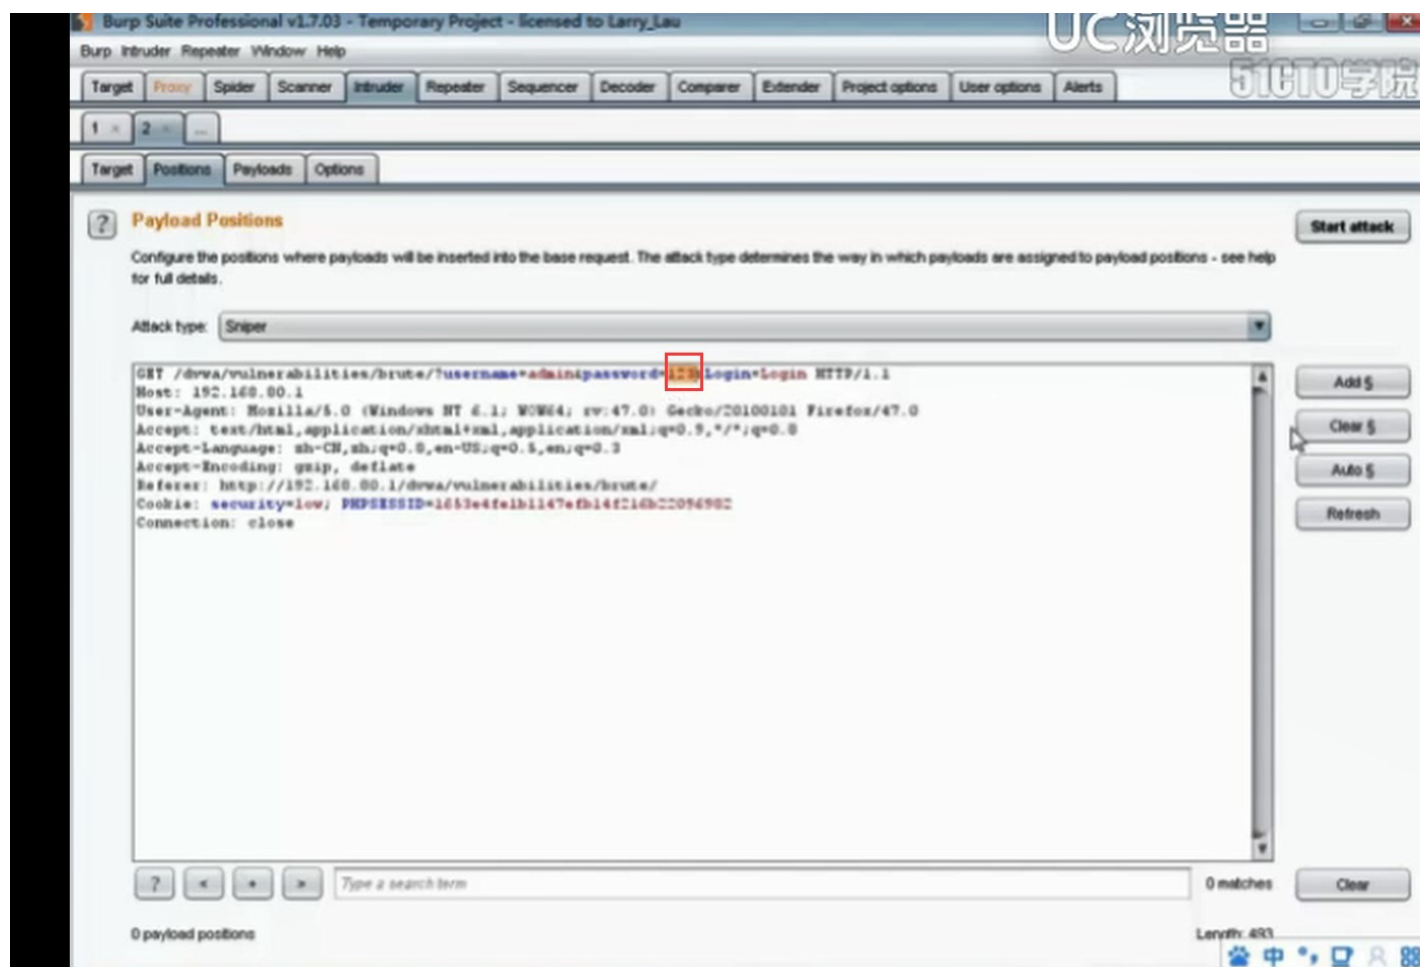 Burp Suite Professional v1.7.03 - Temporary Project - licensed to Larry_Lau
UC浏览器
Burp Intruder Repeater Window Help
51CTO学院
Target Proxy Spider Scanner Intruder Repeater Sequencer Decoder Comparer Extender Project options User options Alerts
1 × 2 × ...
Target Positions Payloads Options
? Payload Positions
Start attack
Configure the positions where payloads will be inserted into the base request. The attack type determines the way in which payloads are assigned to payload positions - see help
for full details.
Attack type: Sniper
GET /dvwa/vulnerabilities/brute/?username=admin&password=123&Login=Login HTTP/1.1
Host: 192.168.80.1
User-Agent: Mozilla/5.0 (Windows NT 6.1; WOW64; rv:47.0) Gecko/20100101 Firefox/47.0
Accept: text/html,application/xhtml+xml,application/xml;q=0.9,*/*;q=0.8
Accept-Language: zh-CN,zh;q=0.8,en-US;q=0.5,en;q=0.3
Accept-Encoding: gzip, deflate
Referer: http://192.168.80.1/dvwa/vulnerabilities/brute/
Cookie: security=low;
Connection: close
Add §
Clear §
Auto §
Refresh
? < + > Type a search term 0 matches Clear
0 payload positions
Length: 493
中